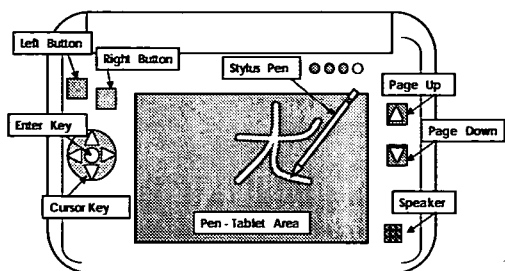 Left Button
Right Button
Stylus Pen
Page Up
Enter Key
Page Down
Cursor Key
Speaker
Pen - Tablet Area